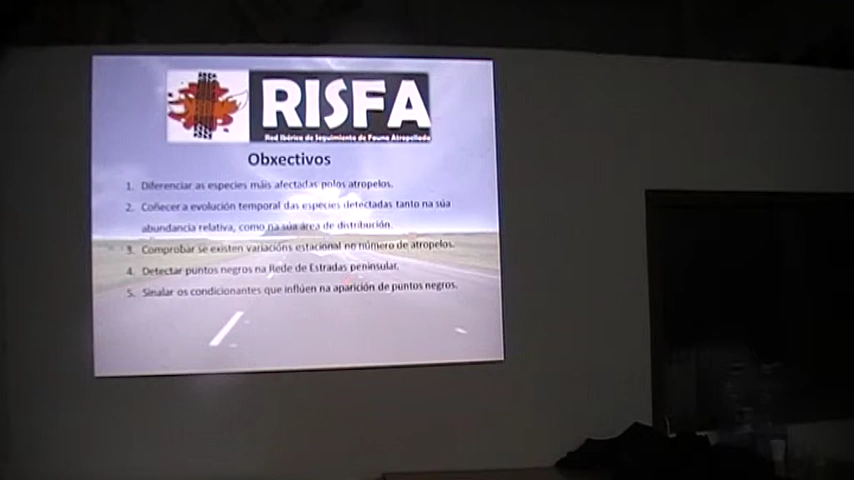 RISFA
Red Ibérica de Seguimiento de Fauna Atropellada
Obxectivos
1. Diferenciar as especies máis afectadas polos atropelos.
2. Coñecer a evolución temporal das especies detectadas tanto na súa
abundancia relativa, como na súa área de distribución.
3. Comprobar se existen variacións estacional no número de atropelos.
4. Detectar puntos negros na Rede de Estradas peninsular.
5. Sinalar os condicionantes que inflúen na aparición de puntos negros.